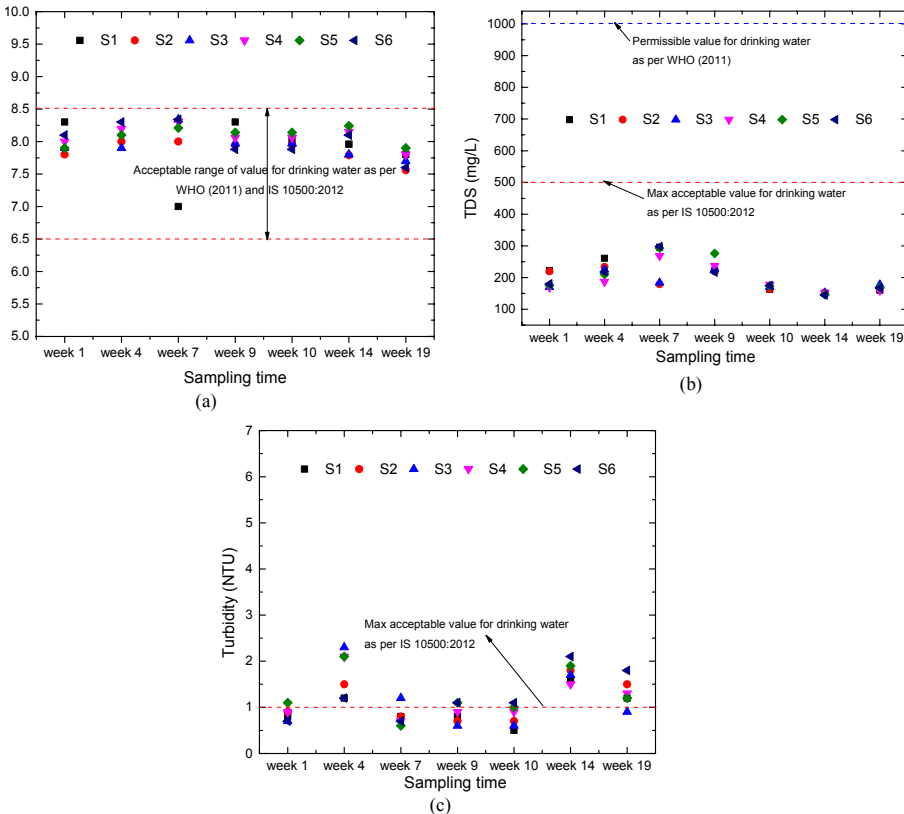 10.0
9.5
9.0
8.5
8.0
7.5
7.0
6.5
6.0
5.5
5.0
S1 S2 S3 S4 S5 S6
Acceptable range of value for drinking water as per
WHO (2011) and IS 10500:2012
week 1 week 4 week 7 week 9 week 10 week 14 week 19
Sampling time
(a)
TDS (mg/L)
1000
900
800
700
600
500
400
300
200
100
Permissible value for drinking water
as per WHO (2011)
S1 S2 S3 S4 S5 S6
Max acceptable value for drinking water
as per IS 10500:2012
week 1 week 4 week 7 week 9 week 10 week 14 week 19
Sampling time
(b)
Turbidity (NTU)
7
6
5
4
3
2
1
0
S1 S2 S3 S4 S5 S6
Max acceptable value for drinking water
as per IS 10500:2012
week 1 week 4 week 7 week 9 week 10 week 14 week 19
Sampling time
(c)